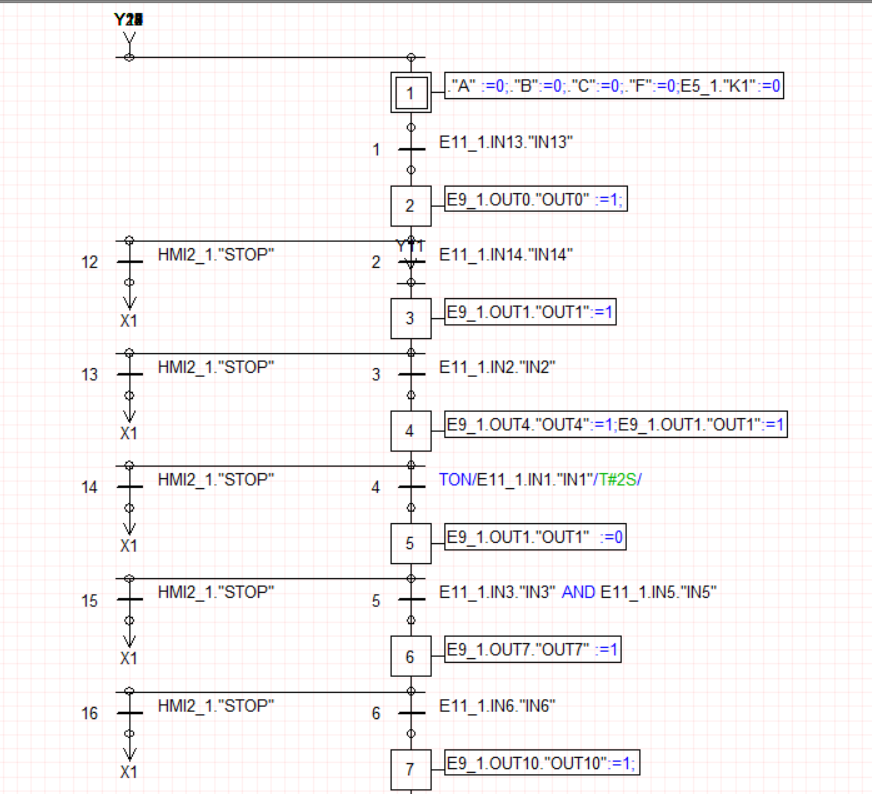 1 ."A" :=0;."B":=0;."C":=0;."F":=0;E5_1."K1":=0
1 E11_1.IN13."IN13"
2 E9_1.OUT0."OUT0" :=1;
12 HMI2_1."STOP" 2 E11_1.IN14."IN14"
X1 3 E9_1.OUT1."OUT1":=1
13 HMI2_1."STOP" 3 E11_1.IN2."IN2"
X1 4 E9_1.OUT4."OUT4":=1;E9_1.OUT1."OUT1":=1
14 HMI2_1."STOP" 4 TON/E11_1.IN1."IN1"/T#2S/
X1 5 E9_1.OUT1."OUT1" :=0
15 HMI2_1."STOP" 5 E11_1.IN3."IN3" AND E11_1.IN5."IN5"
X1 6 E9_1.OUT7."OUT7" :=1
16 HMI2_1."STOP" 6 E11_1.IN6."IN6"
X1 7 E9_1.OUT10."OUT10":=1;